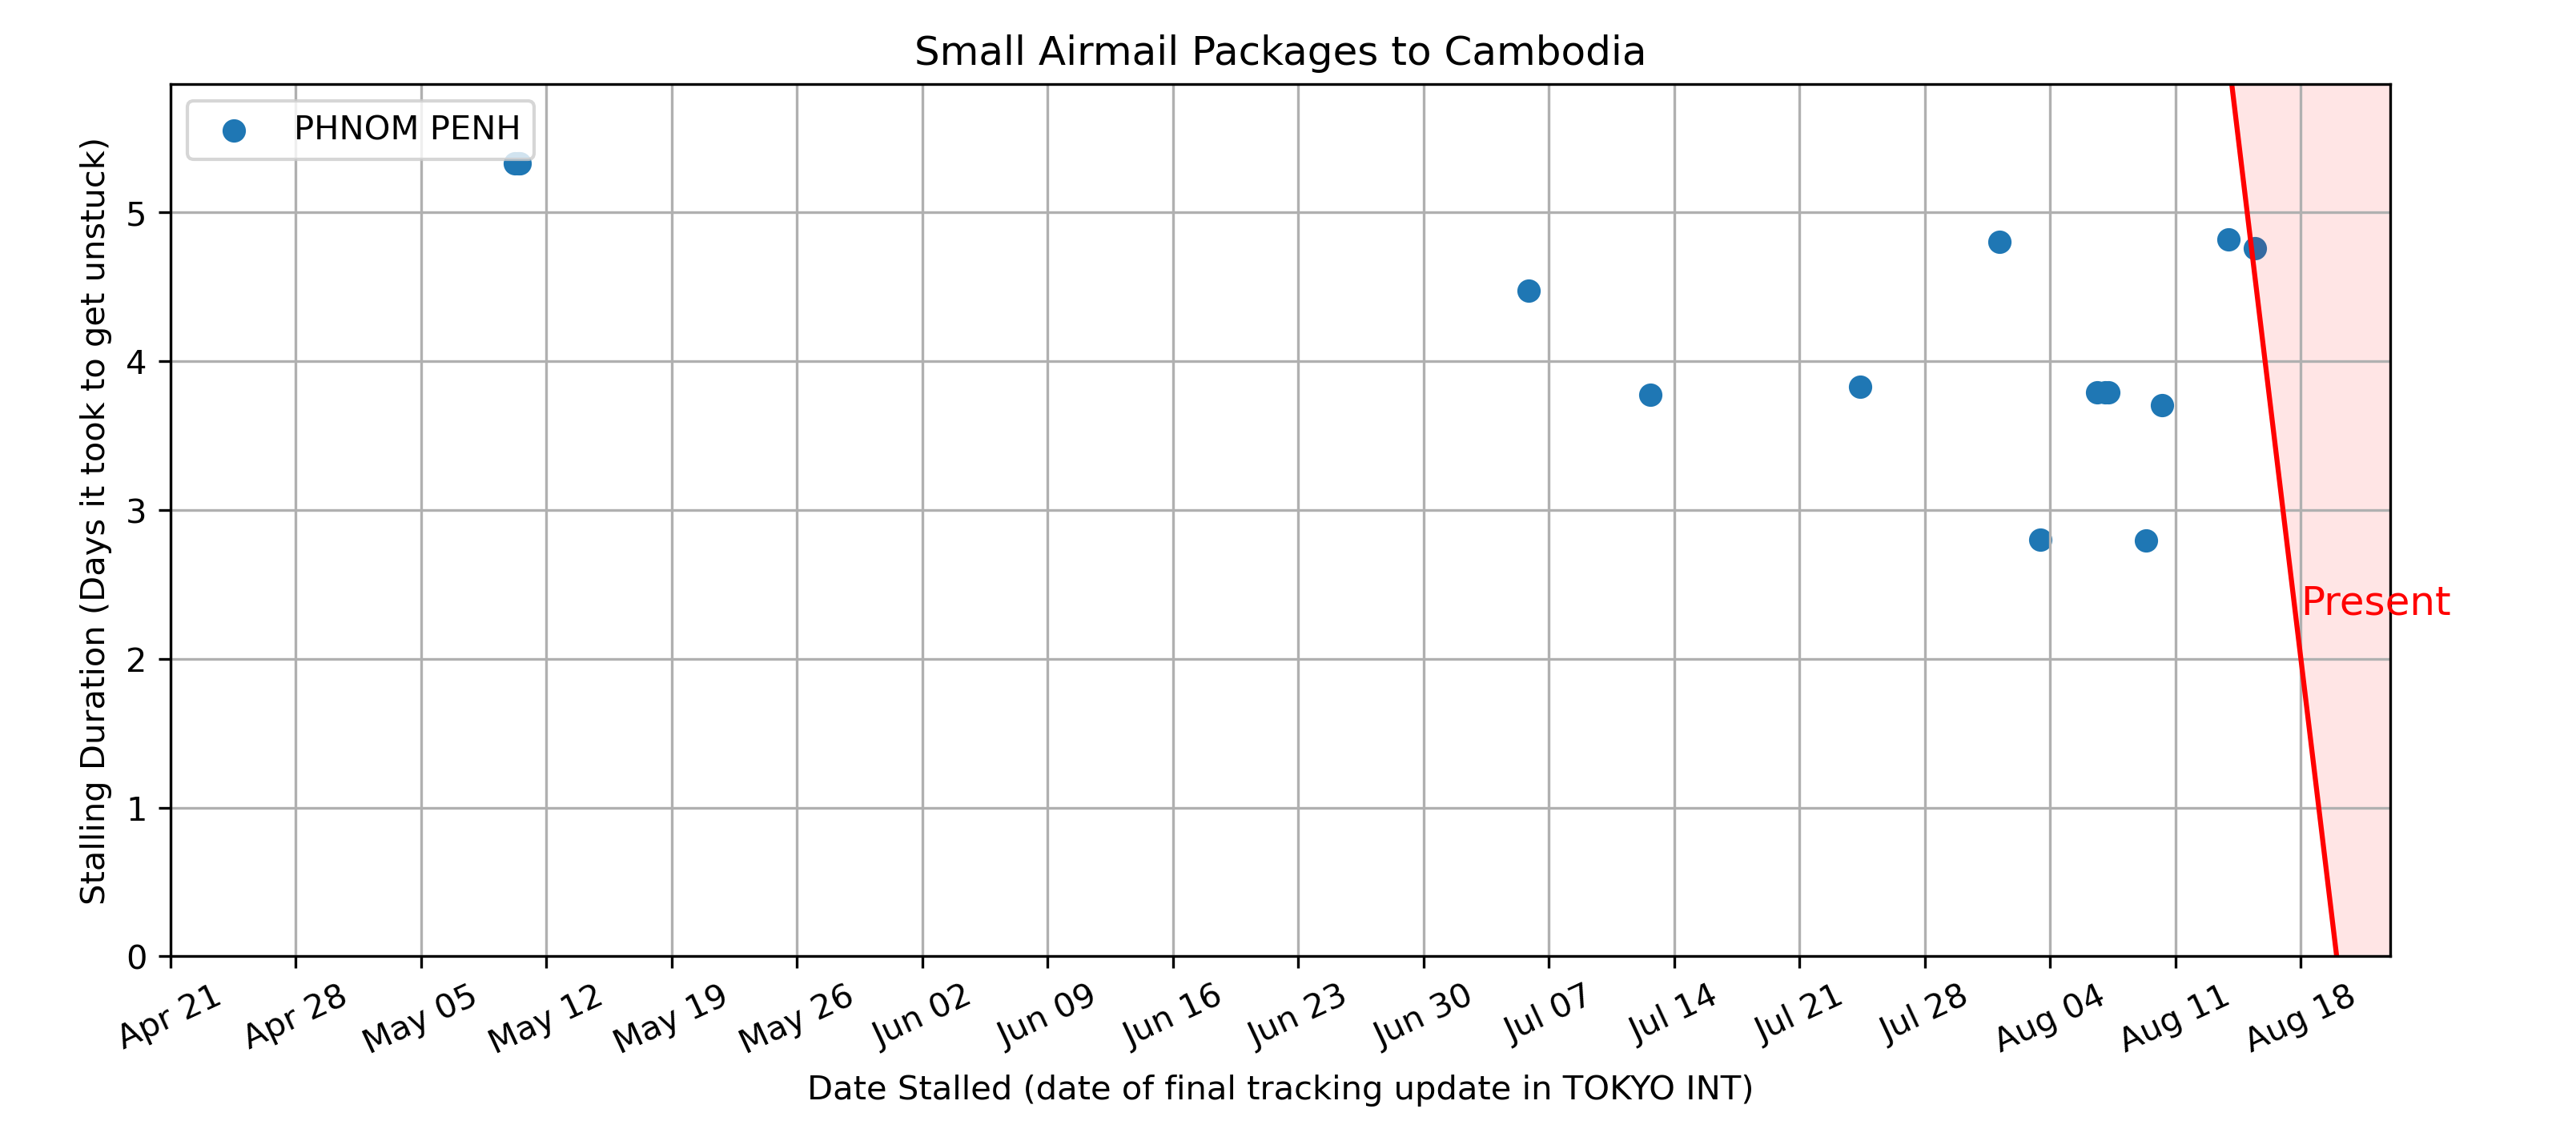 Small Airmail Packages to Cambodia
PHNOM PENH
Stalling Duration (Days it took to get unstuck)
5
4
3
2
1
0
Present
Apr 21
Apr 28
May 05
May 12
May 19
May 26
Jun 02
Jun 09
Jun 16
Jun 23
Jun 30
Jul 07
Jul 14
Jul 21
Jul 28
Aug 04
Aug 11
Aug 18
Date Stalled (date of final tracking update in TOKYO INT)